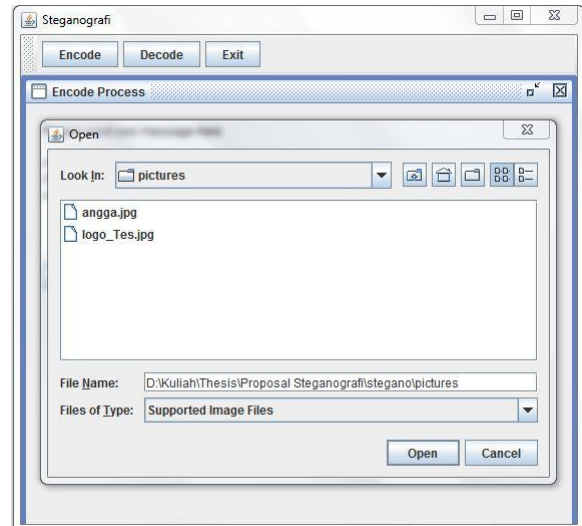 Steganografi
Encode Decode Exit
Encode Process
Open
Look In: pictures
angga.jpg
logo_Tes.jpg
File Name: D:\Kuliah\Thesis\Proposal Steganografi\stegano\pictures
Files of Type: Supported Image Files
Open Cancel